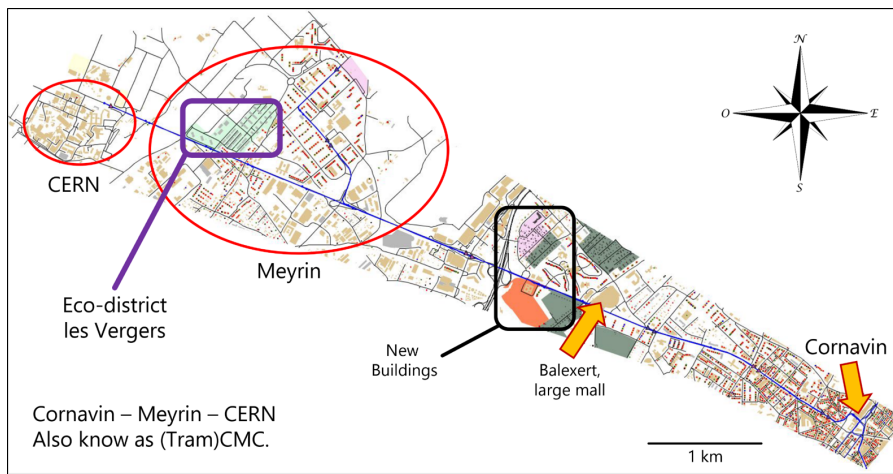 N
O
E
S
CERN
Meyrin
Eco-district
les Vergers
New
Buildings
Balexert,
large mall
Cornavin
Cornavin – Meyrin – CERN
Also know as (Tram)CMC.
1 km